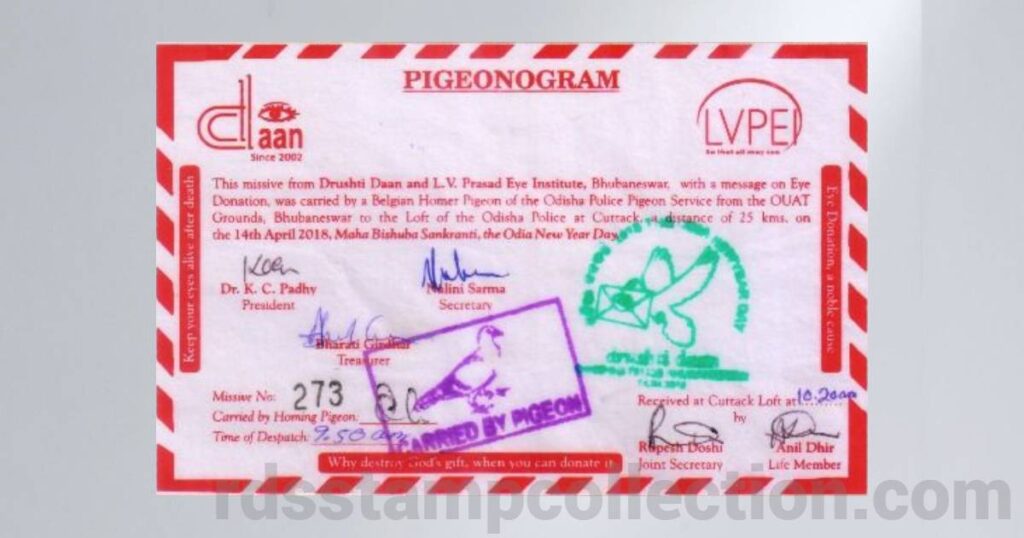 PIGEONOGRAM
daan
Since 2002
LVPEI
So that all may see
This missive from Drushti Daan and L.V. Prasad Eye Institute, Bhubaneswar, with a message on Eye
Donation, was carried by a Belgian Homer Pigeon of the Odisha Police Pigeon Service from the OUAT
Grounds, Bhubaneswar to the Loft of the Odisha Police at Cuttack, a distance of 25 kms, on
the 14th April 2018, Maha Bishuba Sankranti, the Odia New Year Day
Keep your eyes alive after death
Eye Donation, a noble cause
Dr. K. C. Padhy
President
Nalini Sarma
Secretary
Bharati Girdhar
Treasurer
drushti daan
Missive No: 273
Carried by Homing Pigeon:
Time of Despatch: 9.50 am
CARRIED BY PIGEON
Received at Cuttack Loft at 10.20am
by
Rupesh Doshi
Joint Secretary
Anil Dhir
Life Member
Why destroy God's gift, when you can donate it
rdsstampcollection.com